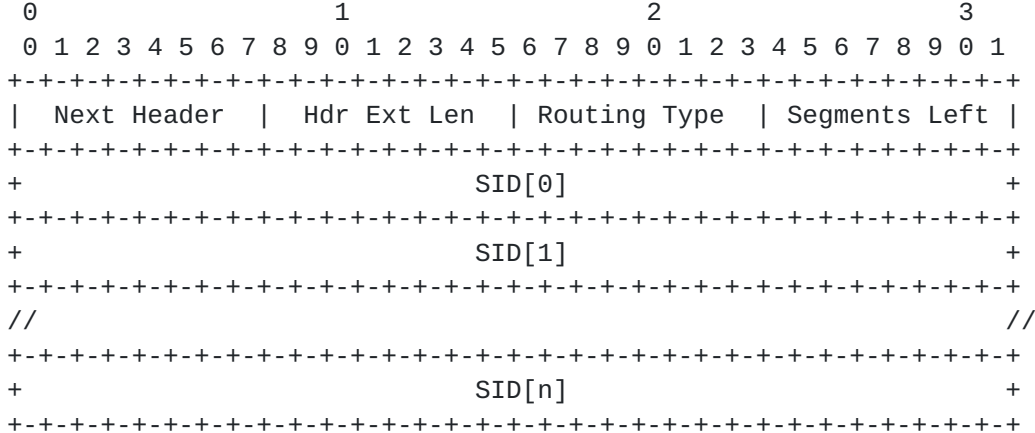 0                   1                   2                   3
 0 1 2 3 4 5 6 7 8 9 0 1 2 3 4 5 6 7 8 9 0 1 2 3 4 5 6 7 8 9 0 1
+-+-+-+-+-+-+-+-+-+-+-+-+-+-+-+-+-+-+-+-+-+-+-+-+-+-+-+-+-+-+-+-+
|  Next Header  |  Hdr Ext Len  | Routing Type  | Segments Left |
+-+-+-+-+-+-+-+-+-+-+-+-+-+-+-+-+-+-+-+-+-+-+-+-+-+-+-+-+-+-+-+-+
+                             SID[0]                            +
+-+-+-+-+-+-+-+-+-+-+-+-+-+-+-+-+-+-+-+-+-+-+-+-+-+-+-+-+-+-+-+-+
+                             SID[1]                            +
+-+-+-+-+-+-+-+-+-+-+-+-+-+-+-+-+-+-+-+-+-+-+-+-+-+-+-+-+-+-+-+-+
//                                                              //
+-+-+-+-+-+-+-+-+-+-+-+-+-+-+-+-+-+-+-+-+-+-+-+-+-+-+-+-+-+-+-+-+
+                             SID[n]                            +
+-+-+-+-+-+-+-+-+-+-+-+-+-+-+-+-+-+-+-+-+-+-+-+-+-+-+-+-+-+-+-+-+